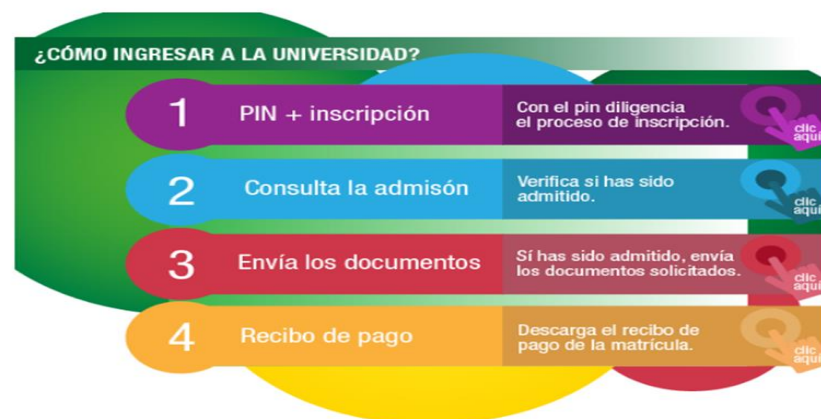 ¿CÓMO INGRESAR A LA UNIVERSIDAD?
1 PIN + inscripción
Con el pin diligencia
el proceso de inscripción.
clic
aquí
2 Consulta la admisón
Verifica si has sido
admitido.
clic
aquí
3 Envía los documentos
Sí has sido admitido, envía
los documentos solicitados.
clic
aquí
4 Recibo de pago
Descarga el recibo de
pago de la matrícula.
clic
aquí